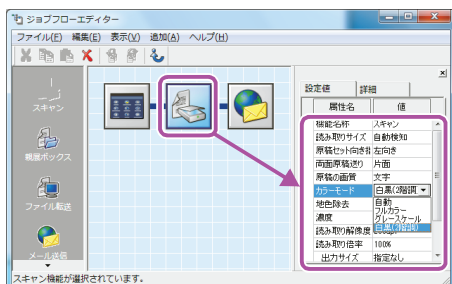 ジョブフローエディター
ファイル(F) 編集(E) 表示(V) 追加(A) ヘルプ(H)
スキャン
親展ボックス
ファイル転送
メール送信
設定値 詳細
属性名 値
機能名称 スキャン
読み取りサイズ 自動検知
原稿セット向き指 左向き
両面原稿送り 片面
原稿の画質 文字
カラーモード 白黒(2階調
地色除去 自動
フルカラー
濃度 グレースケール
白黒(2階調)
読み取り解像度
読み取り倍率 100%
出力サイズ 指定なし
スキャン機能が選択されています。